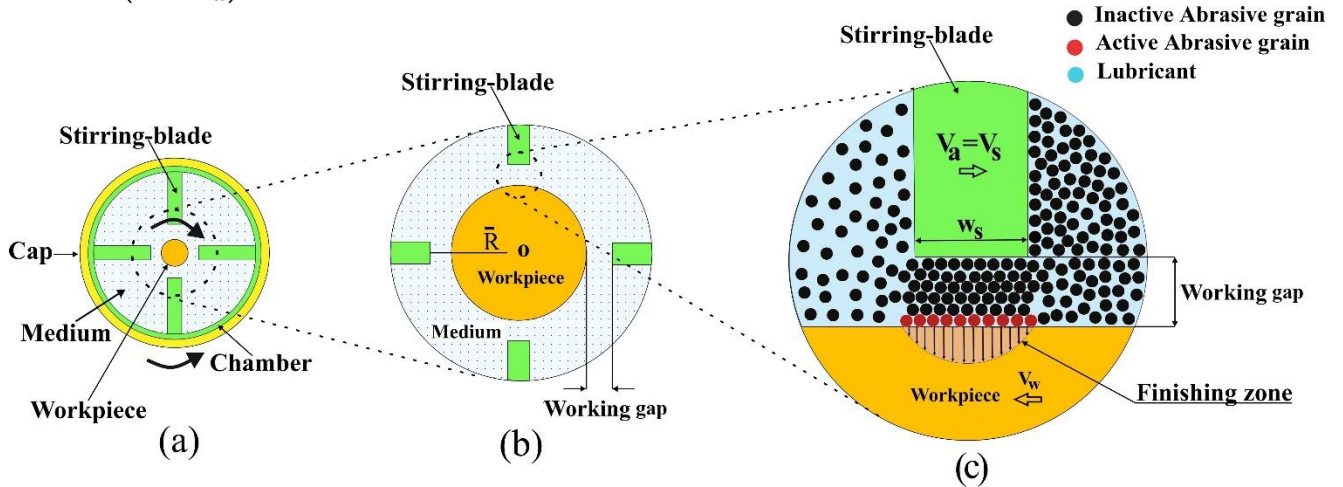 Inactive Abrasive grain
Active Abrasive grain
Lubricant
Stirring-blade
Cap
Medium
Workpiece
Chamber
(a)
Stirring-blade
R̄
o
Workpiece
Medium
Working gap
(b)
Stirring-blade
Va=Vs
ws
Working gap
Workpiece
Vw
Finishing zone
(c)